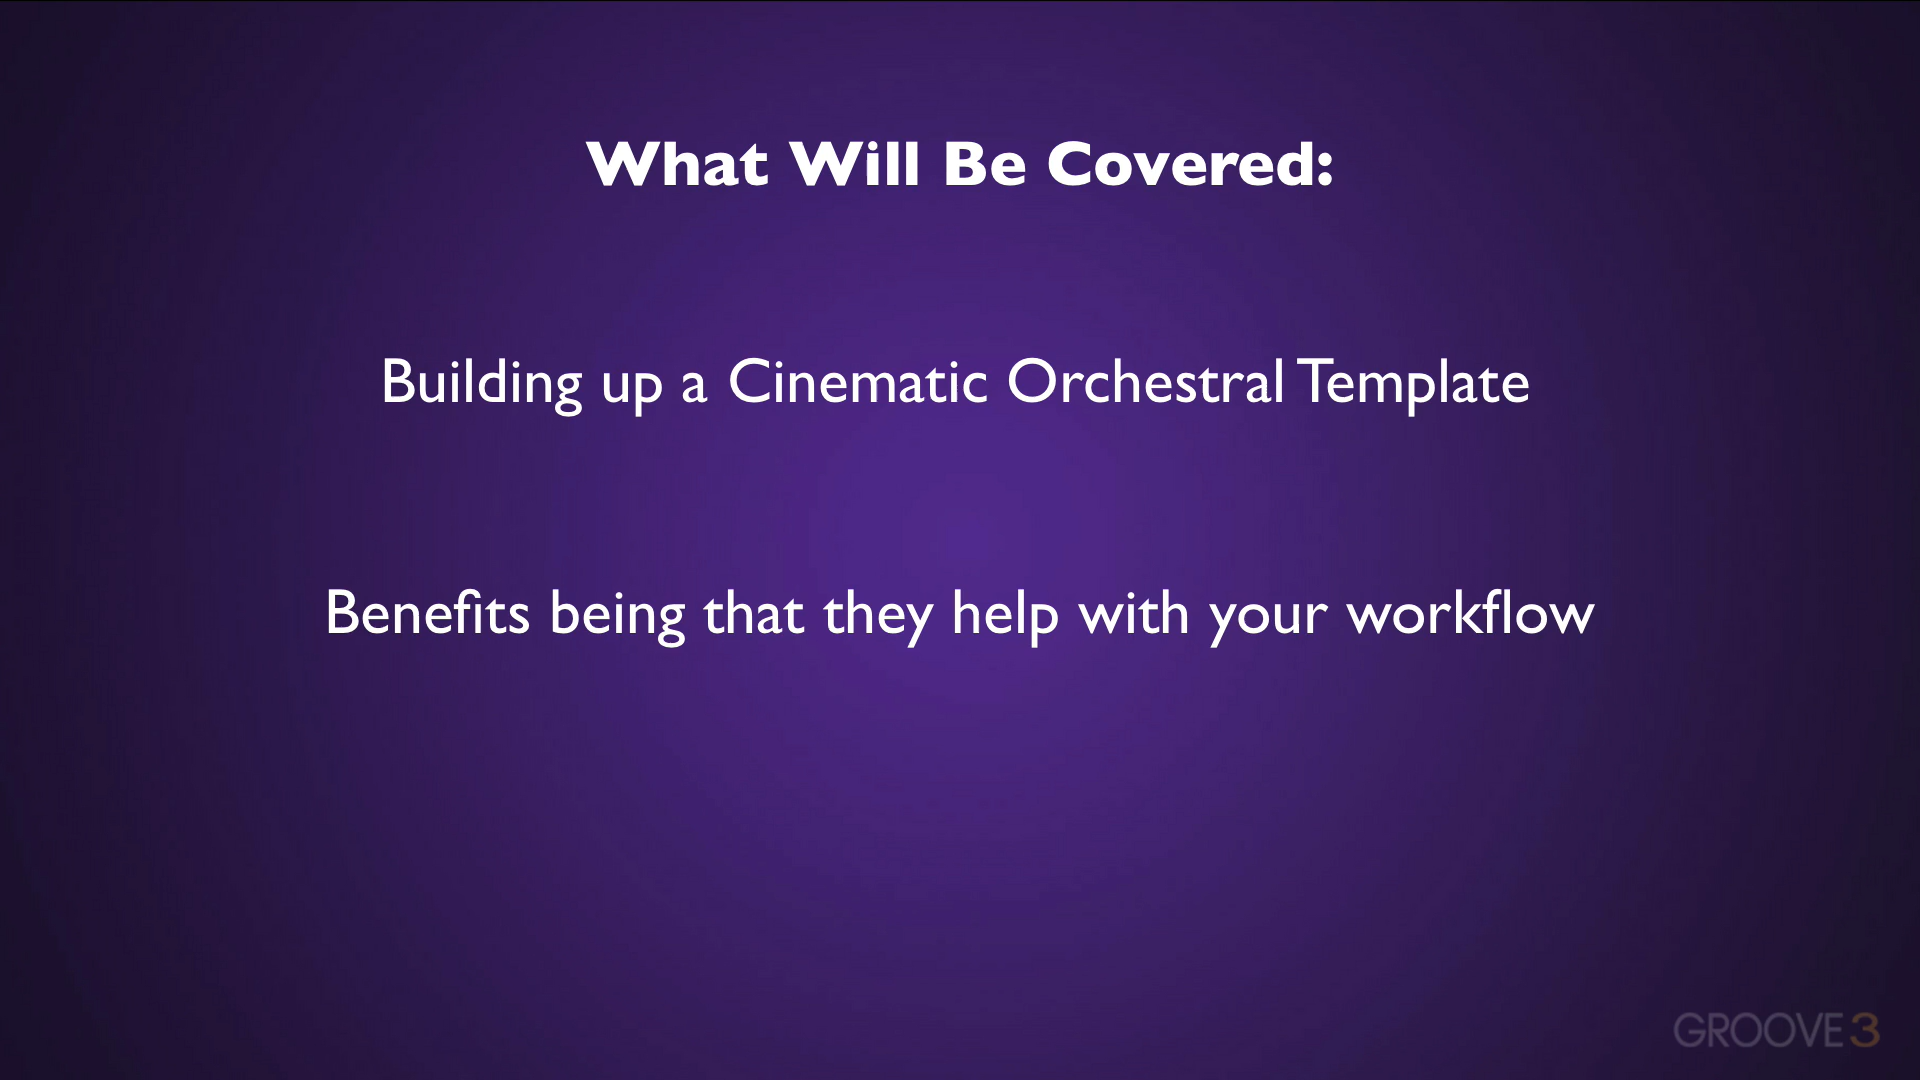 What Will Be Covered:
Building up a Cinematic Orchestral Template
Benefits being that they help with your workflow
GROOVE3